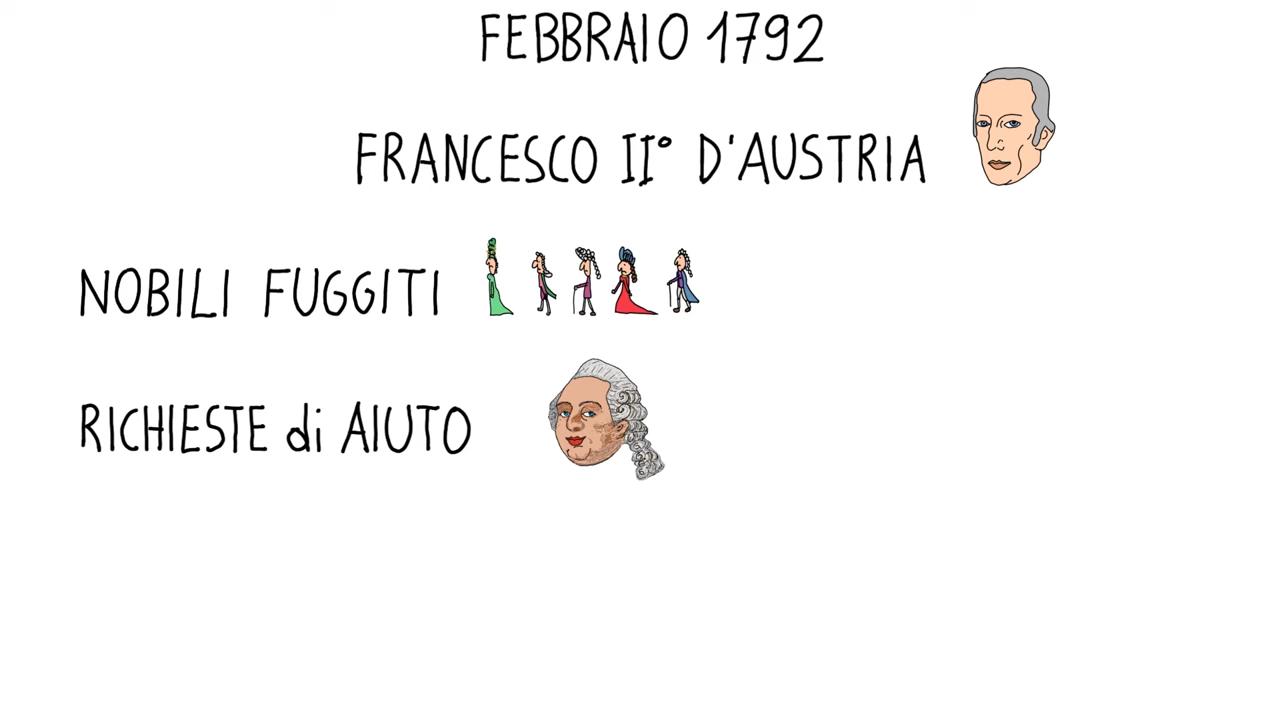 FEBBRAIO 1792
FRANCESCO II° D'AUSTRIA
NOBILI FUGGITI
RICHIESTE di AIUTO